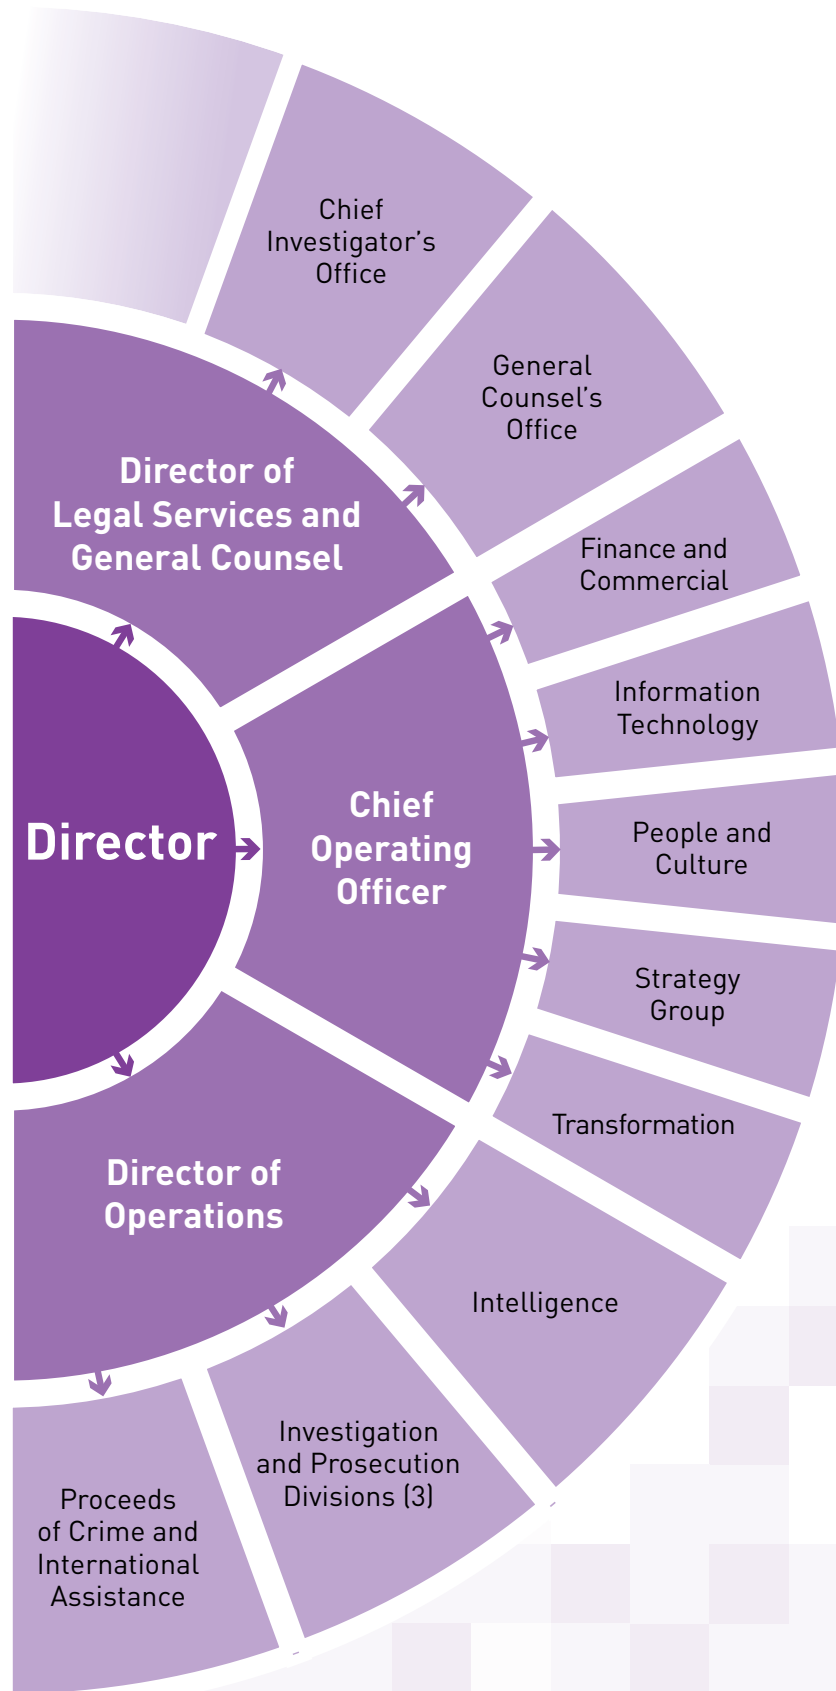 Chief
Investigator’s
Office
General
Counsel’s
Office
Director of
Legal Services and
General Counsel
Finance and
Commercial
Information
Technology
Director
Chief
Operating
Officer
People and
Culture
Strategy
Group
Transformation
Director of
Operations
Intelligence
Investigation
and Prosecution
Divisions (3)
Proceeds
of Crime and
International
Assistance